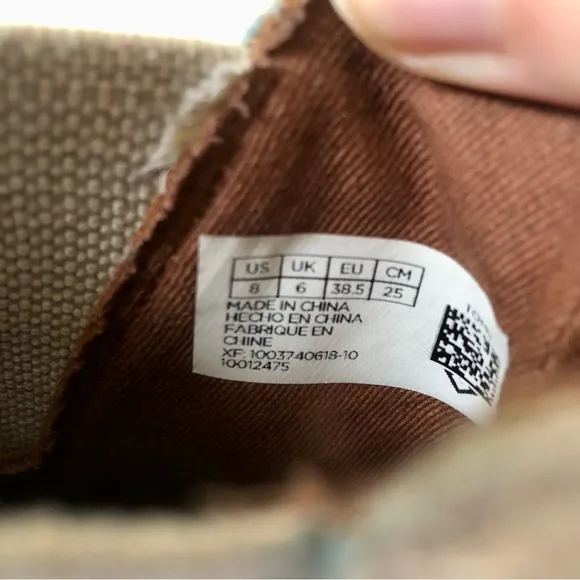 US UK EU CM
8 6 38.5 25
MADE IN CHINA
HECHO EN CHINA
FABRIQUE EN
CHINE
XF: 1003740618-10
10012475